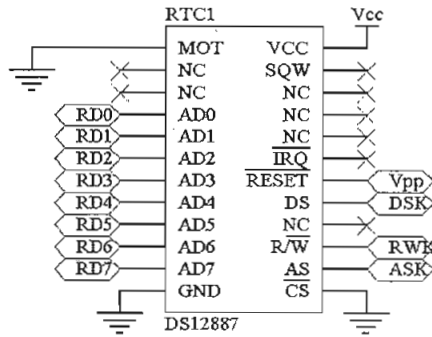 RTC1 Vcc
MOT VCC
NC SQW
NC NC
RD0 AD0 NC
RD1 AD1 NC
RD2 AD2 IRQ
RD3 AD3 RESET Vpp
RD4 AD4 DS DSK
RD5 AD5 NC
RD6 AD6 R/W RWK
RD7 AD7 AS ASK
GND CS
DS12887